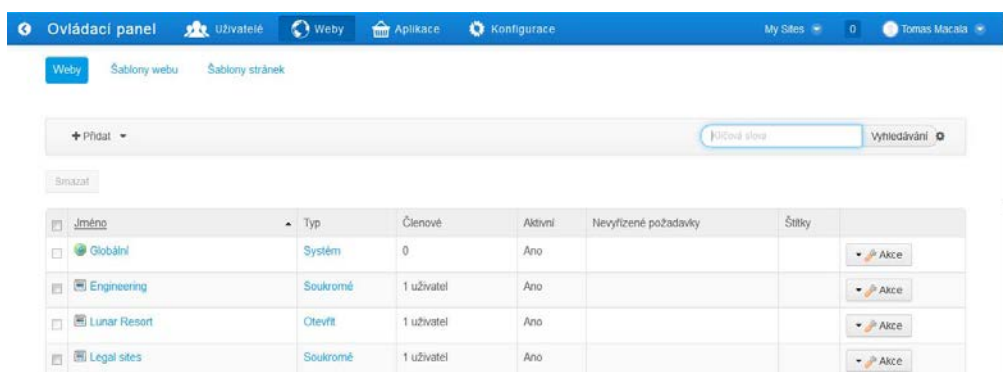 Ovládací panel Uživatelé Weby Aplikace Konfigurace My Sites 0 Tomas Macala
Weby Šablony webu Šablony stránek
Přidat Klíčová slova Vyhledávání
Smazat
Jméno Typ Členové Aktivní Nevyřízené požadavky Štítky
Globální Systém 0 Ano Akce
Engineering Soukromé 1 uživatel Ano Akce
Lunar Resort Otevřít 1 uživatel Ano Akce
Legal sites Soukromé 1 uživatel Ano Akce